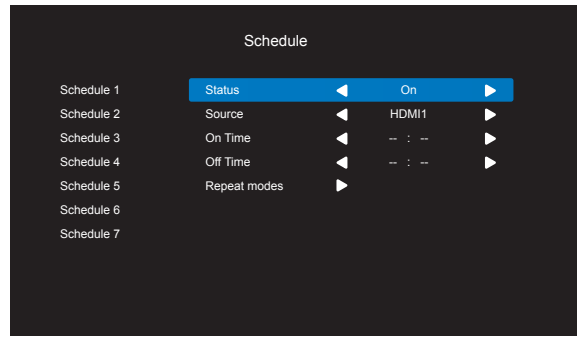 Schedule
Schedule 1 Status On
Schedule 2 Source HDMI1
Schedule 3 On Time -- : --
Schedule 4 Off Time -- : --
Schedule 5 Repeat modes
Schedule 6
Schedule 7